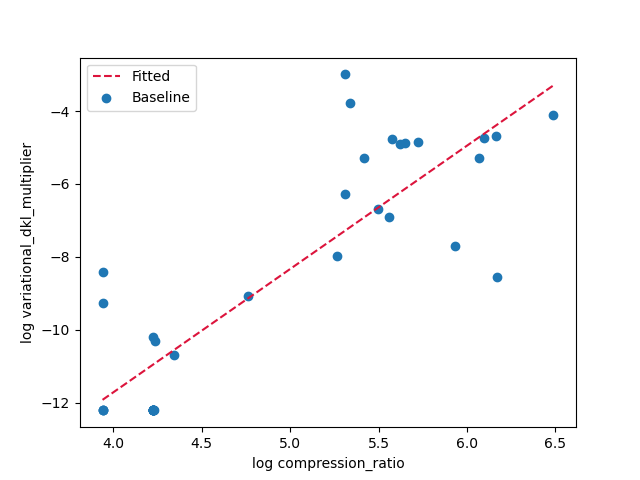 Fitted
Baseline
−4
−6
−8
−10
−12
log variational_dkl_multiplier
4.0 4.5 5.0 5.5 6.0 6.5
log compression_ratio